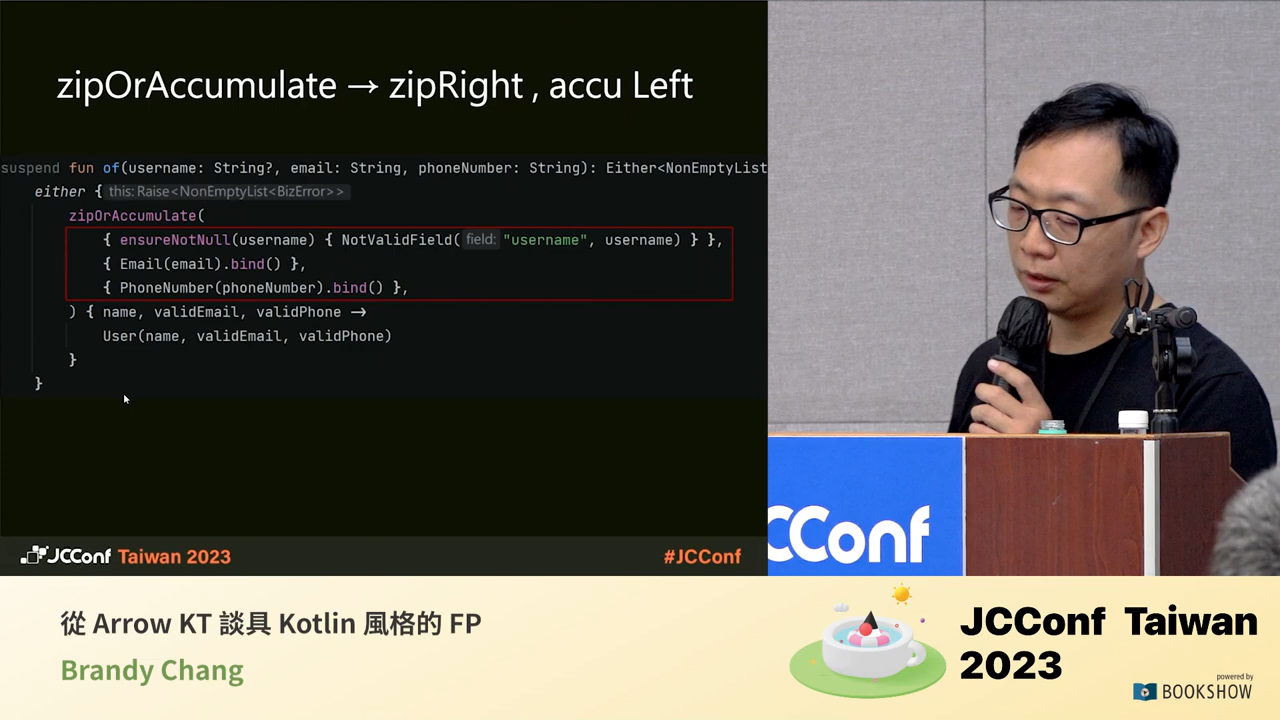 zipOrAccumulate → zipRight , accu Left
suspend fun of(username: String?, email: String, phoneNumber: String): Either<NonEmptyList
either { this: Raise<NonEmptyList<BizError>>
zipOrAccumulate(
{ ensureNotNull(username) { NotValidField( field: "username", username) } },
{ Email(email).bind() },
{ PhoneNumber(phoneNumber).bind() },
) { name, validEmail, validPhone →
User(name, validEmail, validPhone)
}
}
JCConf Taiwan 2023
#JCConf
CConf
從 Arrow KT 談具 Kotlin 風格的 FP
Brandy Chang
JCConf Taiwan
2023
powered by
BOOKSHOW